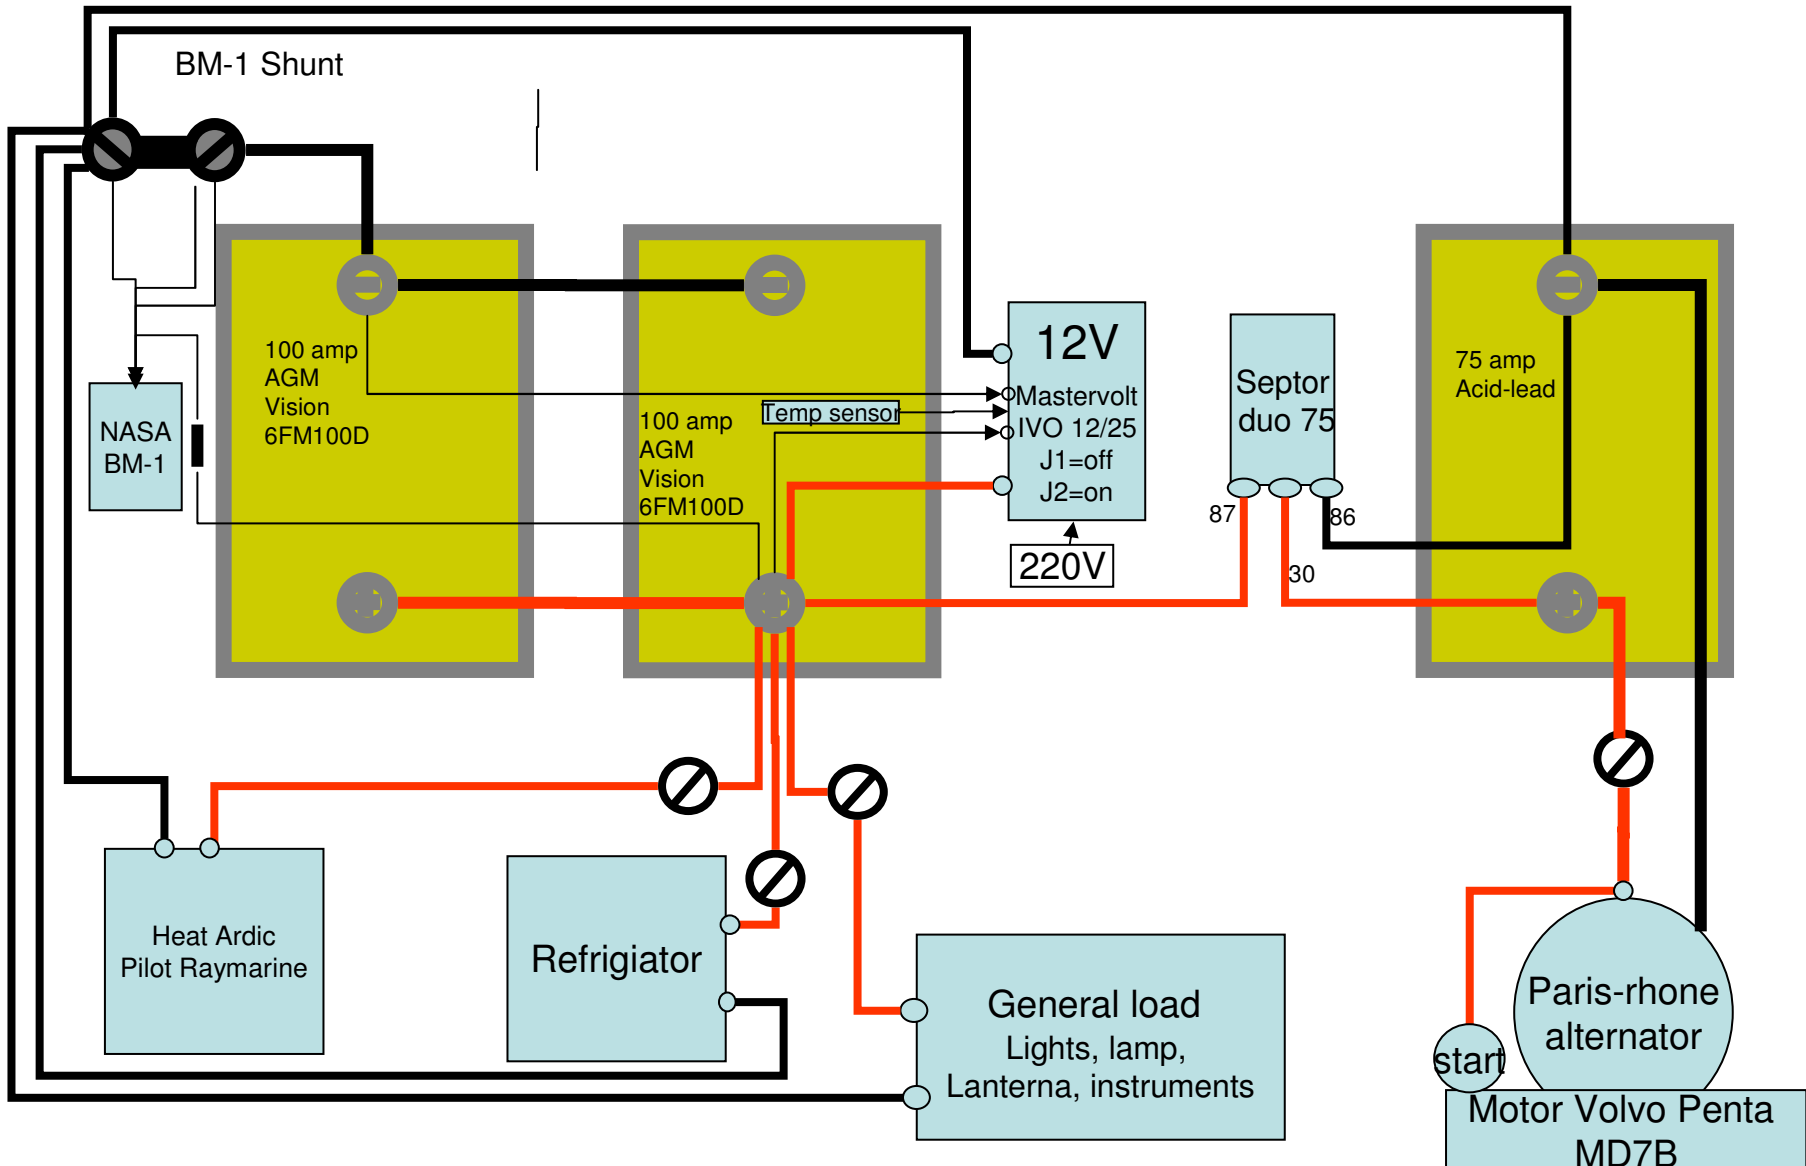 BM-1 Shunt
100 amp
AGM
Vision
6FM100D
100 amp
AGM
Vision
6FM100D
NASA
BM-1
Temp sensor
12V
Mastervolt
IVO 12/25
J1=off
J2=on
220V
Septor
duo 75
87
30
86
75 amp
Acid-lead
Heat Ardic
Pilot Raymarine
Refrigiator
General load
Lights, lamp,
Lanterna, instruments
Paris-rhone
alternator
start
Motor Volvo Penta
MD7B